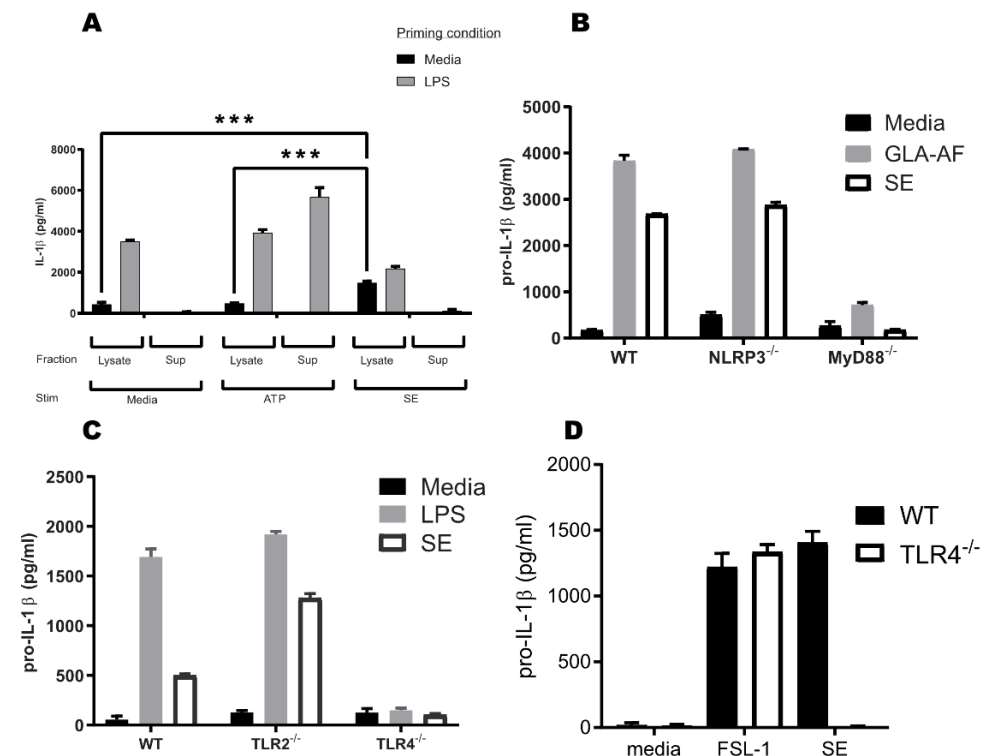 A
Priming condition
Media
LPS
***
***
8000
6000
4000
2000
0
IL-1β (pg/ml)
Fraction Lysate Sup Lysate Sup Lysate Sup
Stim Media ATP SE
B
5000
4000
3000
2000
1000
0
pro-IL-1β (pg/ml)
Media
GLA-AF
SE
WT NLRP3-/- MyD88-/-
C
2500
2000
1500
1000
500
0
pro-IL-1 β (pg/ml)
Media
LPS
SE
WT TLR2-/- TLR4-/-
D
2000
1500
1000
500
0
pro-IL-1β (pg/ml)
WT
TLR4-/-
media FSL-1 SE